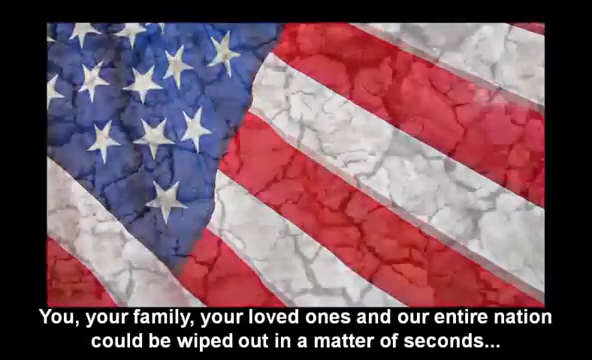 You, your family, your loved ones and our entire nation
could be wiped out in a matter of seconds...